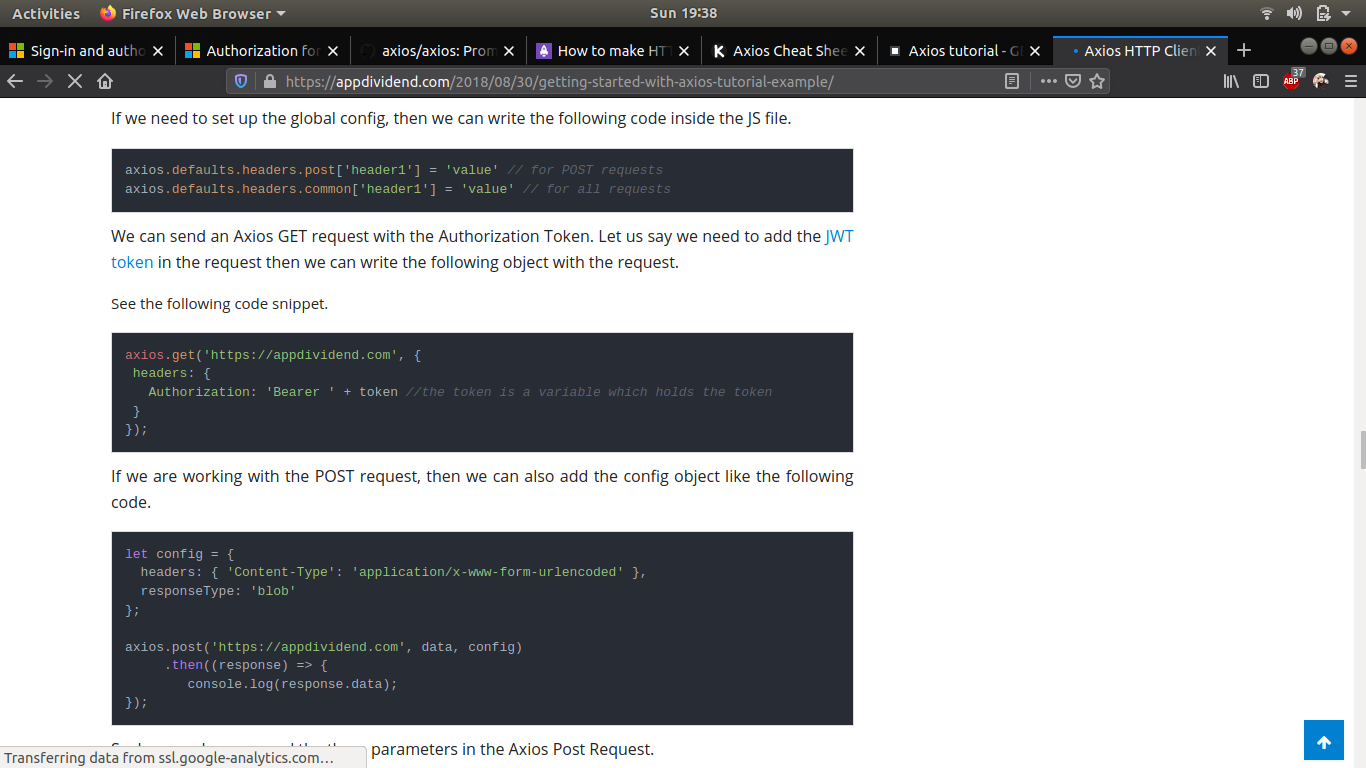 Activities Firefox Web Browser Sun 19:38
Sign-in and autho Authorization for axios/axios: Prom How to make HT Axios Cheat Shee Axios tutorial - G Axios HTTP Clien
https://appdividend.com/2018/08/30/getting-started-with-axios-tutorial-example/ ABP 37
If we need to set up the global config, then we can write the following code inside the JS file.
axios.defaults.headers.post['header1'] = 'value' // for POST requests
axios.defaults.headers.common['header1'] = 'value' // for all requests
We can send an Axios GET request with the Authorization Token. Let us say we need to add the JWT
token in the request then we can write the following object with the request.
See the following code snippet.
axios.get('https://appdividend.com', {
 headers: {
   Authorization: 'Bearer ' + token //the token is a variable which holds the token
 }
});
If we are working with the POST request, then we can also add the config object like the following
code.
let config = {
  headers: { 'Content-Type': 'application/x-www-form-urlencoded' },
  responseType: 'blob'
};
axios.post('https://appdividend.com', data, config)
     .then((response) => {
        console.log(response.data);
});
parameters in the Axios Post Request.
Transferring data from ssl.google-analytics.com…